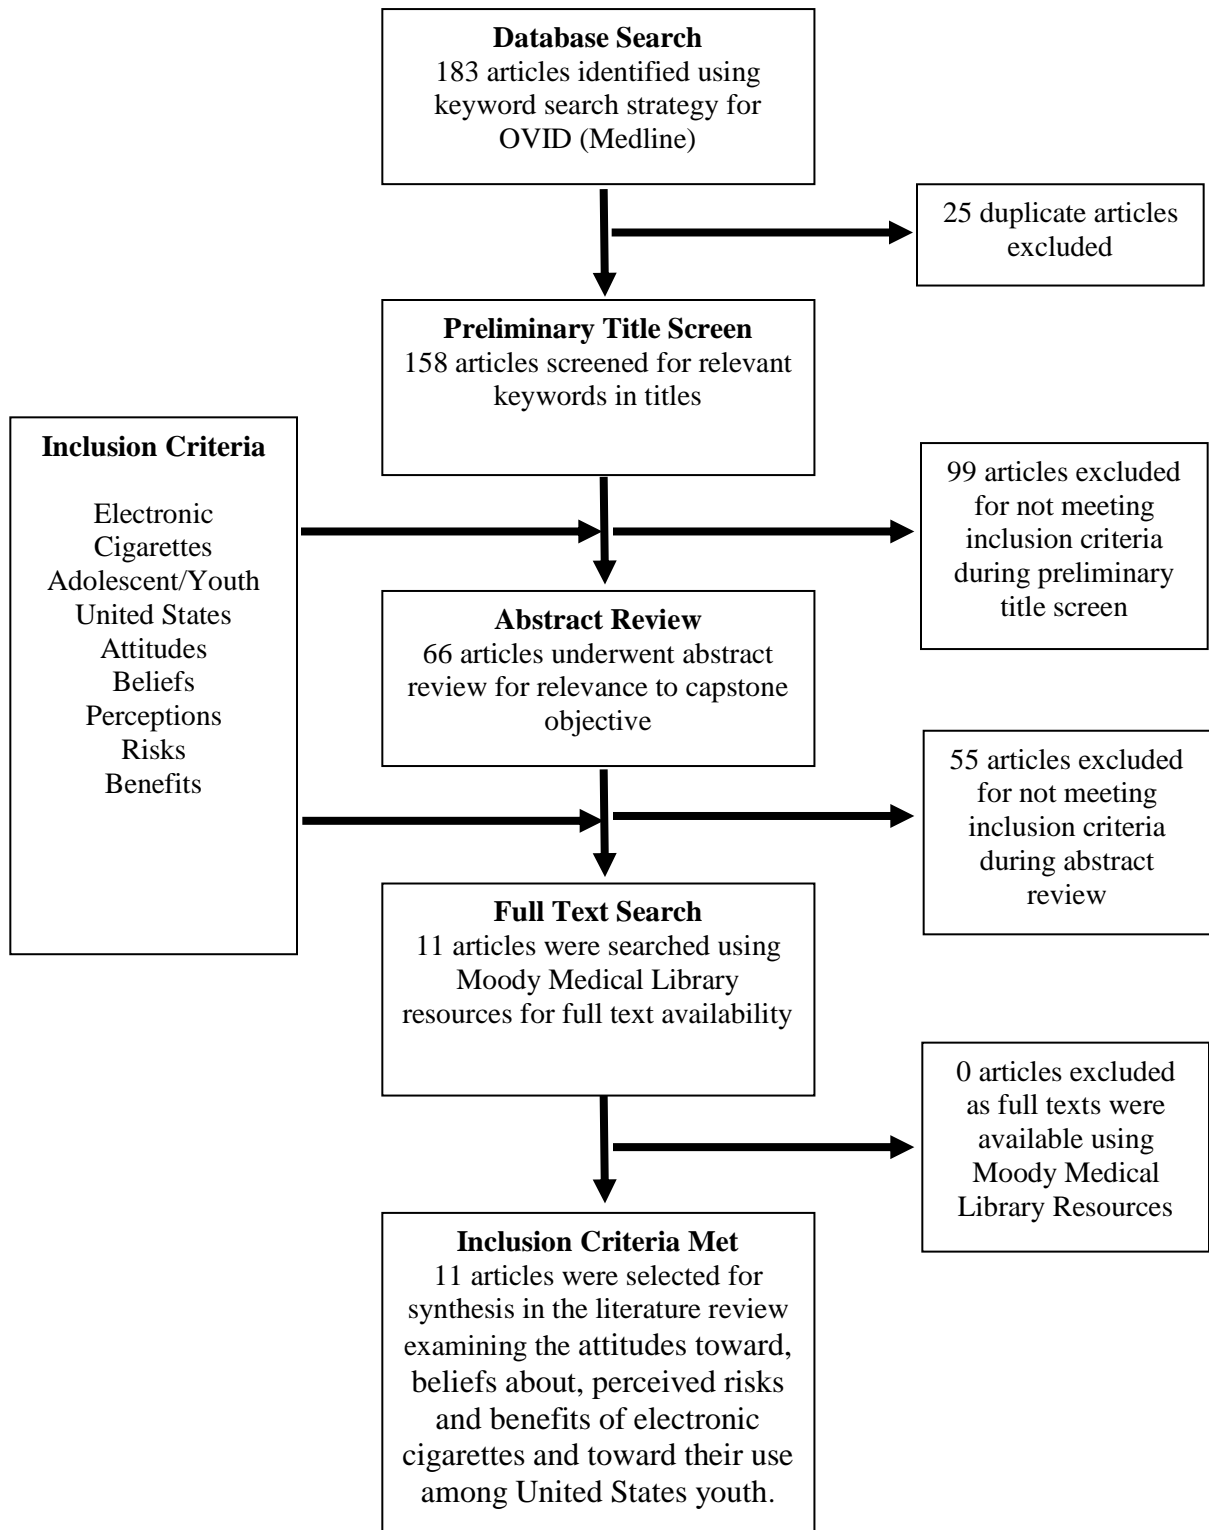 Database Search
183 articles identified using
keyword search strategy for
OVID (Medline)
25 duplicate articles
excluded
Preliminary Title Screen
158 articles screened for relevant
keywords in titles
Inclusion Criteria
Electronic
Cigarettes
Adolescent/Youth
United States
Attitudes
Beliefs
Perceptions
Risks
Benefits
99 articles excluded
for not meeting
inclusion criteria
during preliminary
title screen
Abstract Review
66 articles underwent abstract
review for relevance to capstone
objective
55 articles excluded
for not meeting
inclusion criteria
during abstract
review
Full Text Search
11 articles were searched using
Moody Medical Library
resources for full text availability
0 articles excluded
as full texts were
available using
Moody Medical
Library Resources
Inclusion Criteria Met
11 articles were selected for
synthesis in the literature review
examining the attitudes toward,
beliefs about, perceived risks
and benefits of electronic
cigarettes and toward their use
among United States youth.